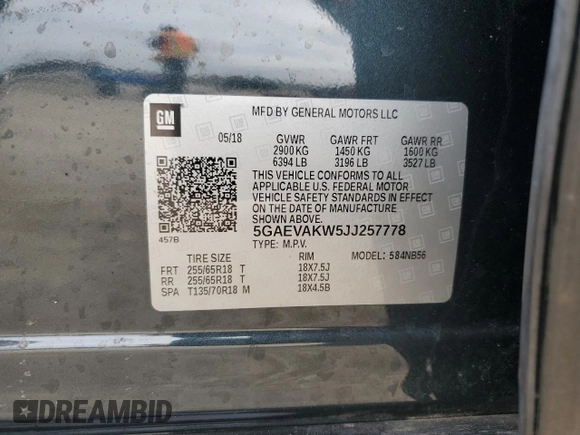 GM
MFD BY GENERAL MOTORS LLC
05/18 GVWR GAWR FRT GAWR RR
2900 KG 1450 KG 1600 KG
6394 LB 3196 LB 3527 LB
THIS VEHICLE CONFORMS TO ALL
APPLICABLE U.S. FEDERAL MOTOR
VEHICLE SAFETY STANDARDS IN EFFECT
ON THE DATE OF MANUFACTURE
SHOWN ABOVE.
457B
5GAEVAKW5JJ257778
TYPE: M.P.V. MODEL: 584NB56
TIRE SIZE RIM
FRT 255/65R18 T 18X7.5J
RR 255/65R18 T 18X7.5J
SPA T135/70R18 M 18X4.5B
DREAMBID